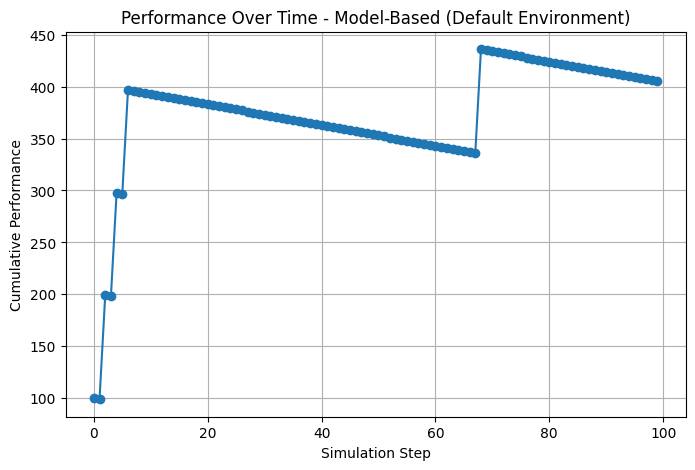 Performance Over Time - Model-Based (Default Environment)
Cumulative Performance
450
400
350
300
250
200
150
100
0 20 40 60 80 100
Simulation Step